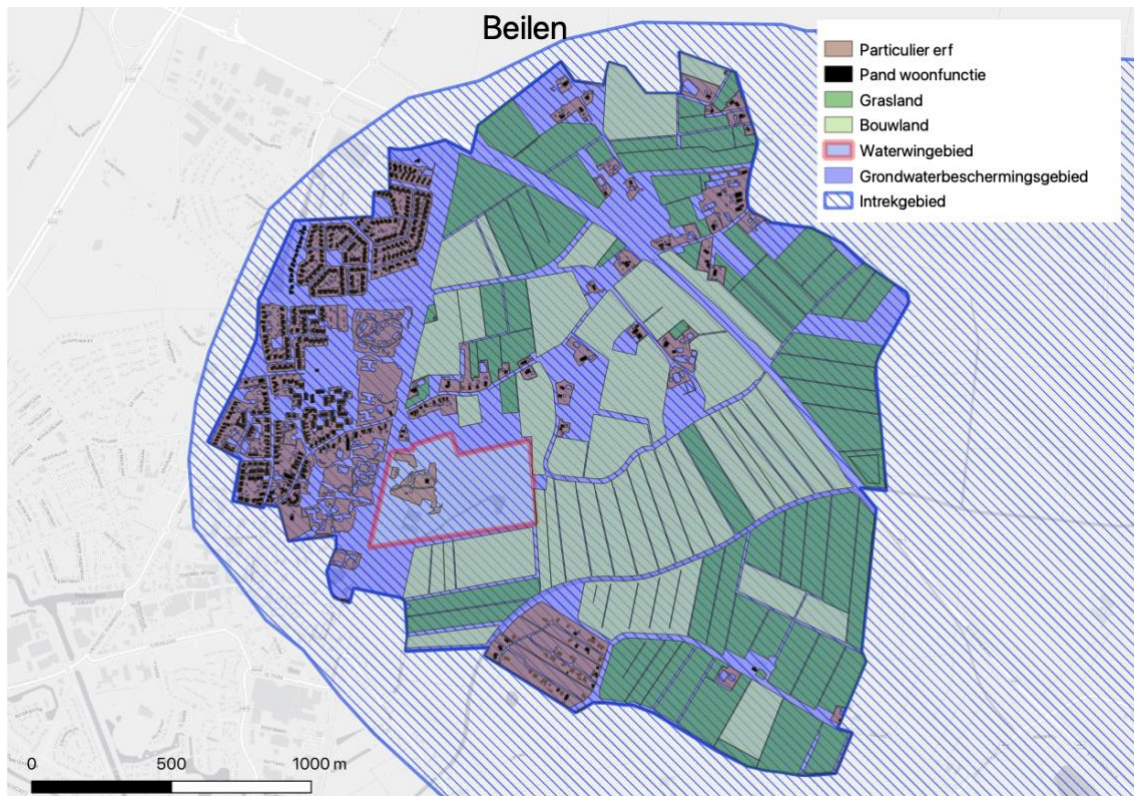 Beilen
Particulier erf
Pand woonfunctie
Grasland
Bouwland
Waterwingebied
Grondwaterbeschermingsgebied
Intrekgebied
0 500 1000 m